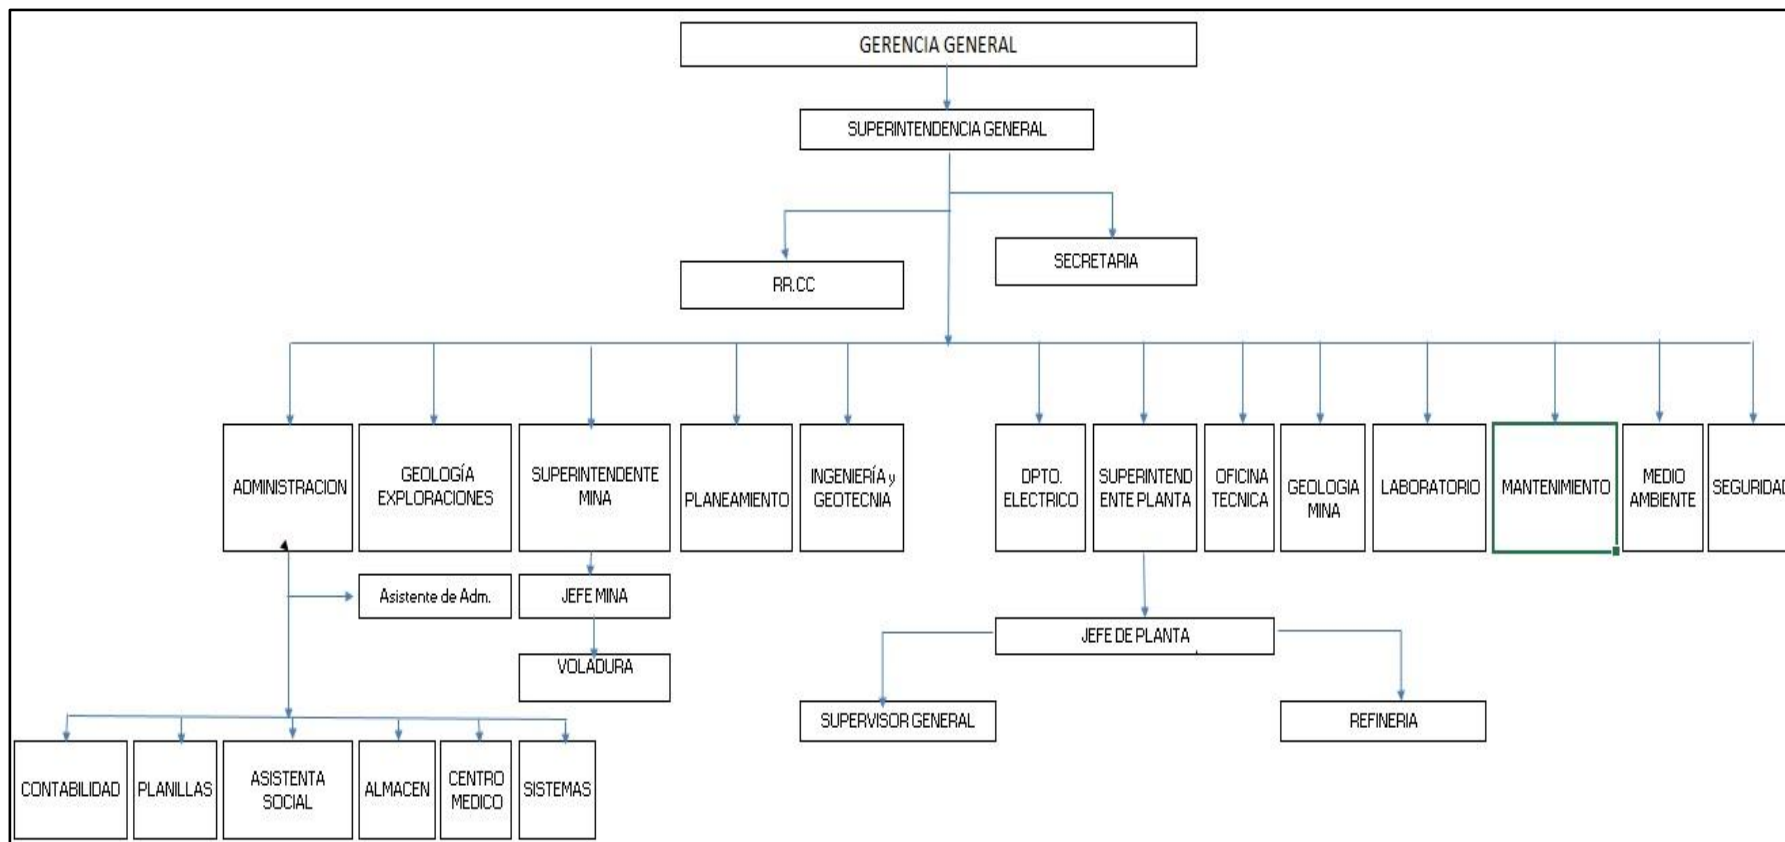 GERENCIA GENERAL
SUPERINTENDENCIA GENERAL
SECRETARIA
RR.CC
ADMINISTRACION
GEOLOGÍA
EXPLORACIONES
SUPERINTENDENTE
MINA
PLANEAMIENTO
INGENIERÍA y
GEOTECNIA
DPTO.
ELECTRICO
SUPERINTEND
ENTE PLANTA
OFICINA
TECNICA
GEOLOGIA
MINA
LABORATORIO
MANTENIMIENTO
MEDIO
AMBIENTE
SEGURIDAD
Asistente de Adm.
JEFE MINA
JEFE DE PLANTA
VOLADURA
SUPERVISOR GENERAL
REFINERIA
CONTABILIDAD
PLANILLAS
ASISTENTA
SOCIAL
ALMACEN
CENTRO
MEDICO
SISTEMAS